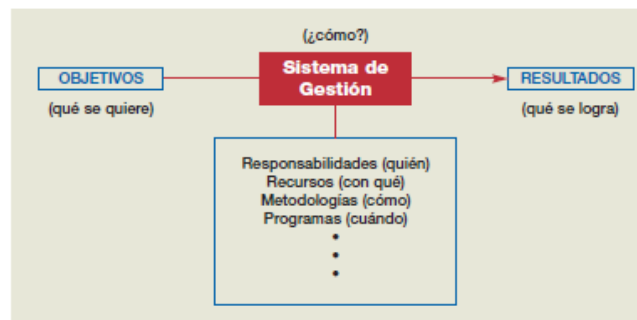 (¿cómo?)
OBJETIVOS
Sistema de
Gestión
RESULTADOS
(qué se quiere)
(qué se logra)
Responsabilidades (quién)
Recursos (con qué)
Metodologías (cómo)
Programas (cuándo)
•
•
•